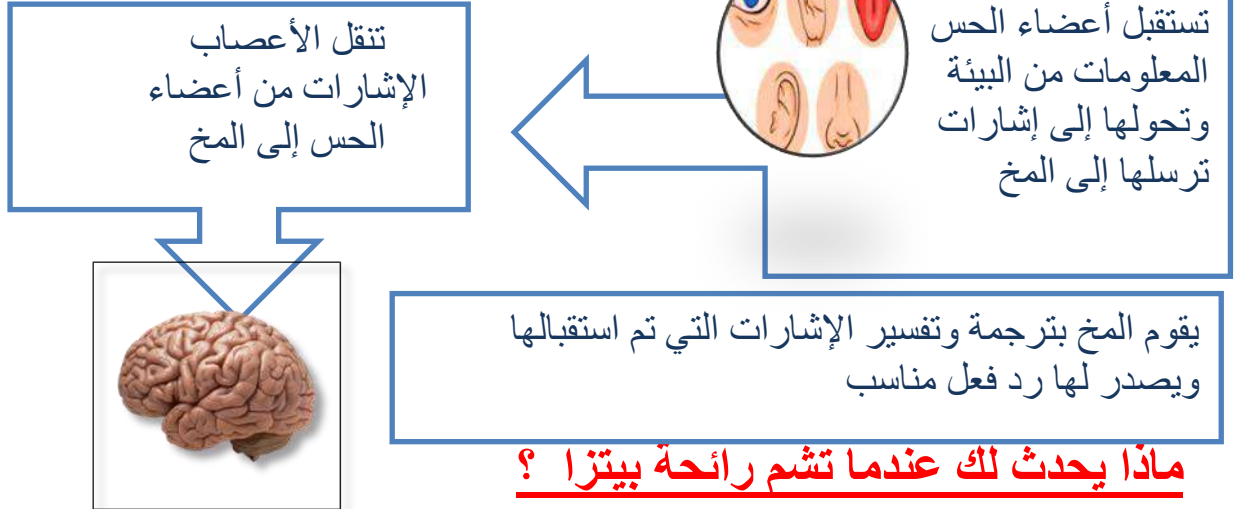 تستقبل أعضاء الحس
المعلومات من البيئة
وتحولها إلى إشارات
ترسلها إلى المخ
تنقل الأعصاب
الإشارات من أعضاء
الحس إلى المخ
يقوم المخ بترجمة وتفسير الإشارات التي تم استقبالها
ويصدر لها رد فعل مناسب
ماذا يحدث لك عندما تشم رائحة بيتزا ؟